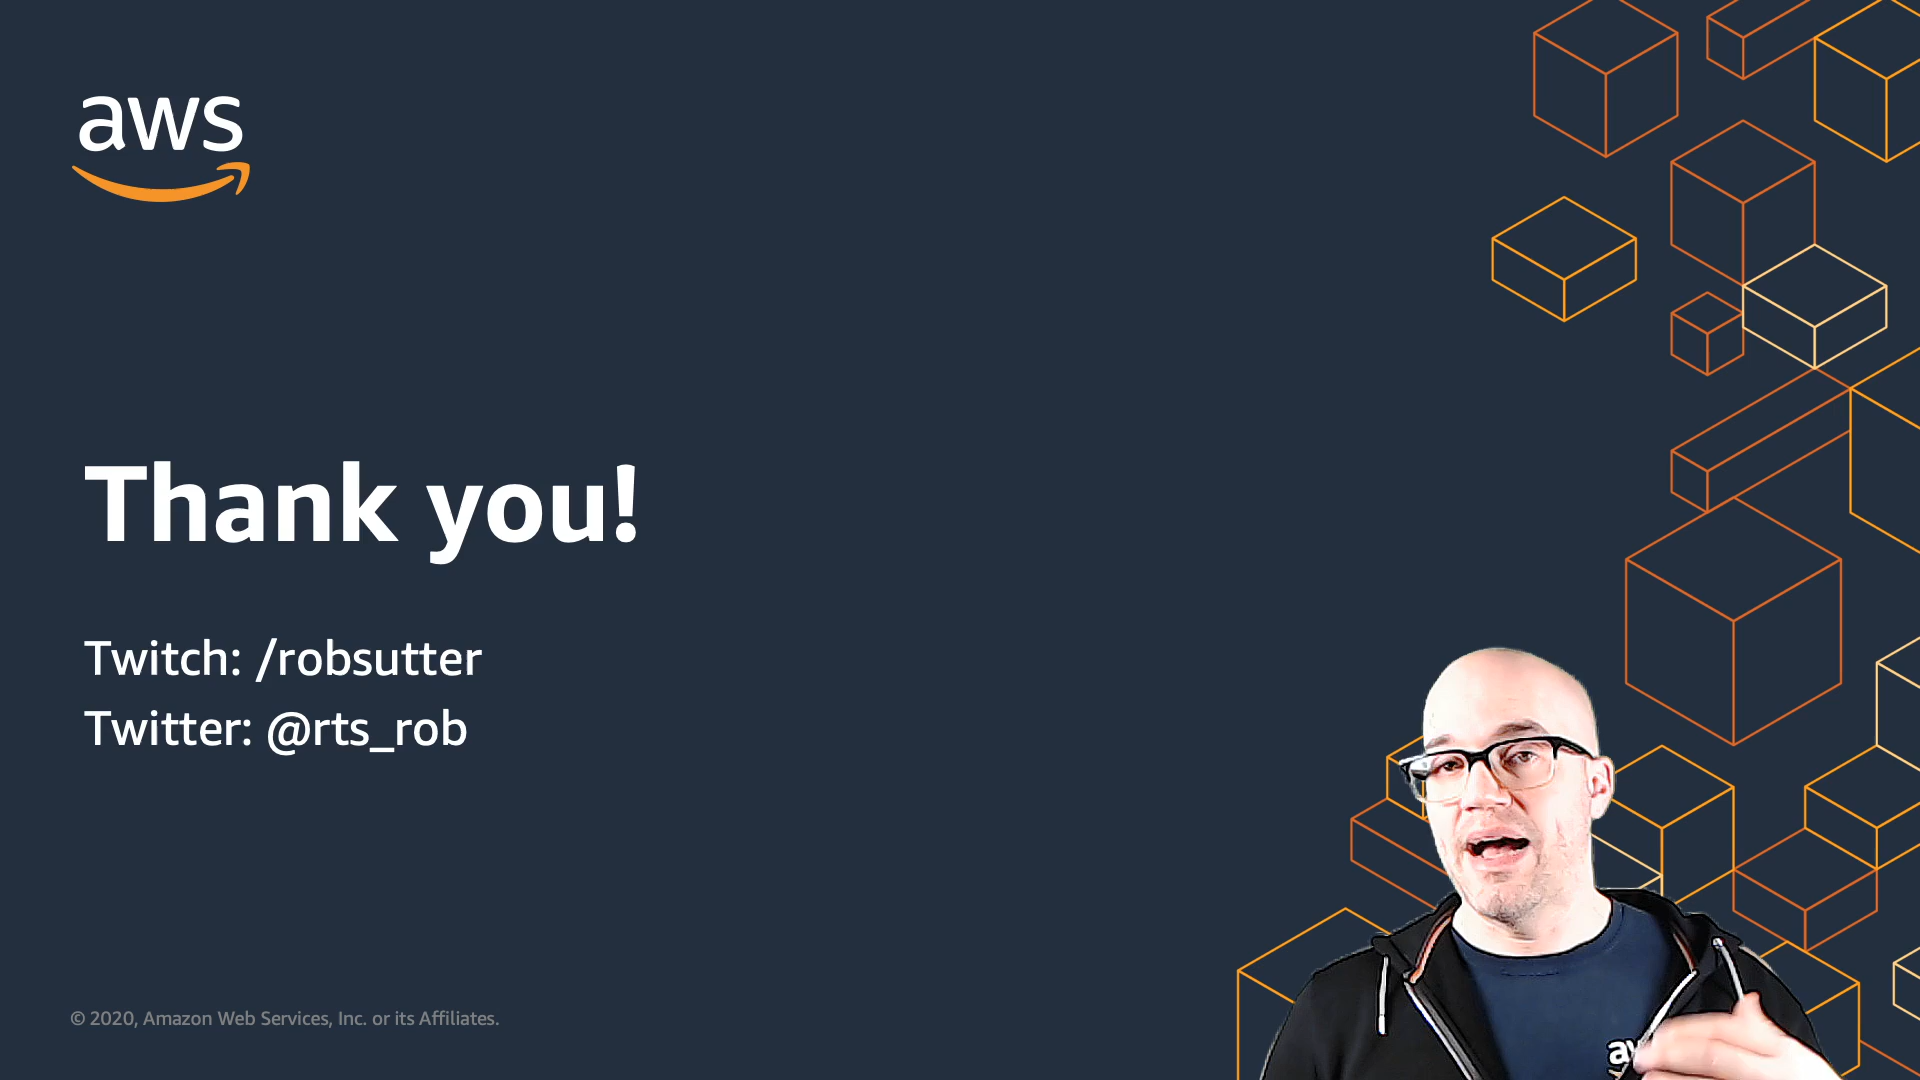 aws
Thank you!
Twitch: /robsutter
Twitter: @rts_rob
© 2020, Amazon Web Services, Inc. or its Affiliates.